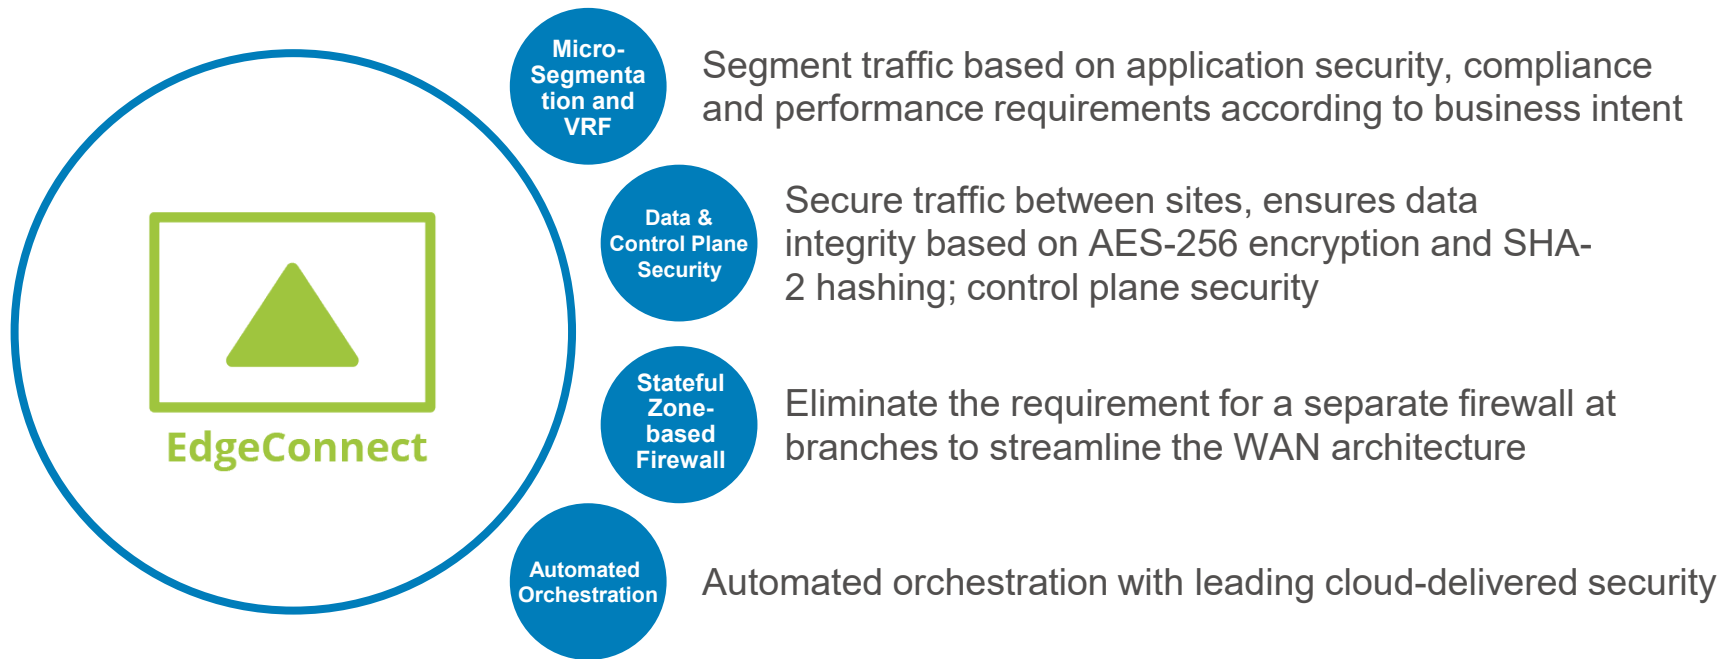 Micro-
Segmenta
tion and
VRF
Segment traffic based on application security, compliance
and performance requirements according to business intent
Data &
Control Plane
Security
Secure traffic between sites, ensures data
integrity based on AES-256 encryption and SHA-
2 hashing; control plane security
EdgeConnect
Stateful
Zone-
based
Firewall
Eliminate the requirement for a separate firewall at
branches to streamline the WAN architecture
Automated
Orchestration
Automated orchestration with leading cloud-delivered security